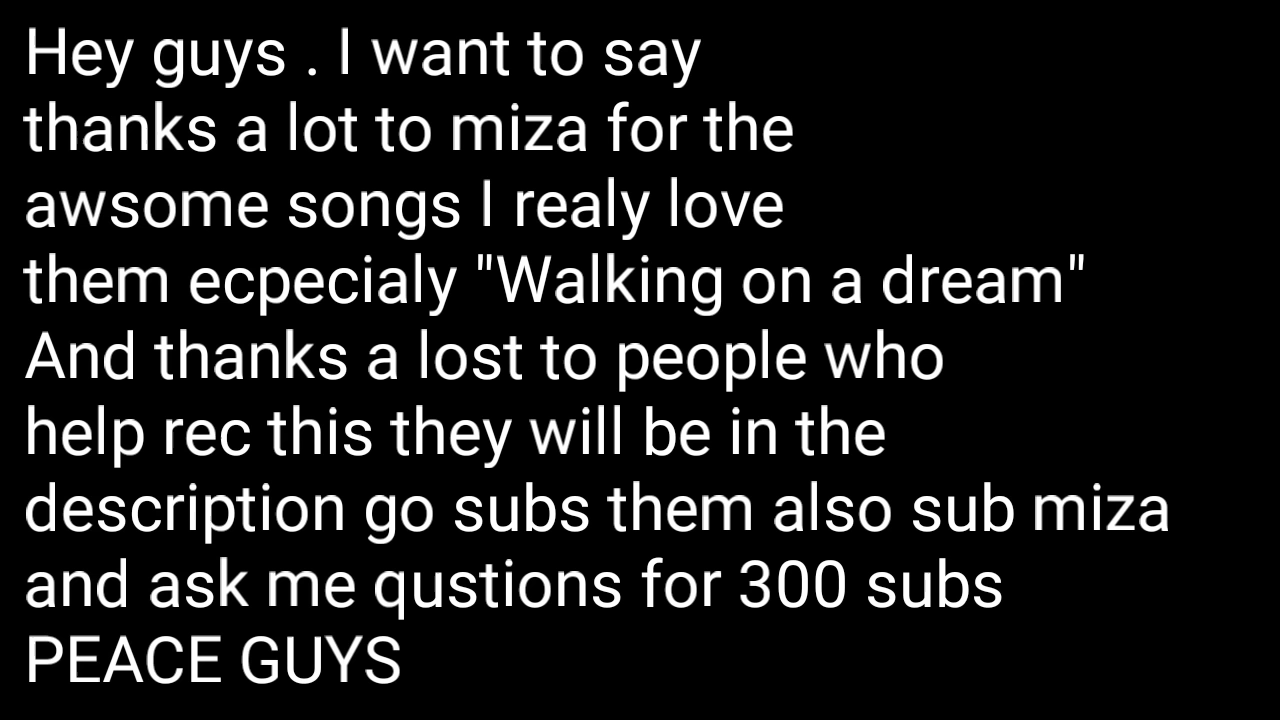 Hey guys . I want to say
thanks a lot to miza for the
awsome songs I realy love
them ecpecialy "Walking on a dream"
And thanks a lost to people who
help rec this they will be in the
description go subs them also sub miza
and ask me qustions for 300 subs
PEACE GUYS